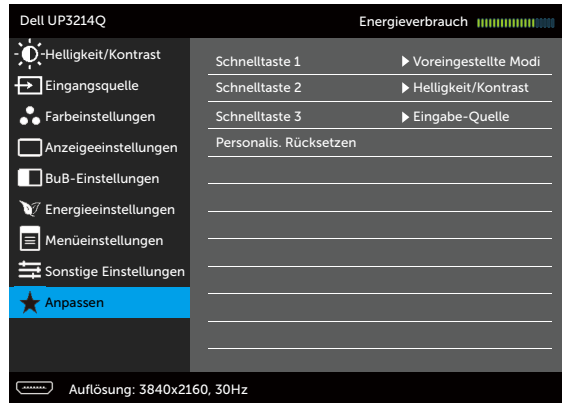 Dell UP3214Q Energieverbrauch
Helligkeit/Kontrast
Eingangsquelle
Farbeinstellungen
Anzeigeeinstellungen
BuB-Einstellungen
Energieeinstellungen
Menüeinstellungen
Sonstige Einstellungen
Anpassen
Schnelltaste 1 Voreingestellte Modi
Schnelltaste 2 Helligkeit/Kontrast
Schnelltaste 3 Eingabe-Quelle
Personalis. Rücksetzen
Auflösung: 3840x2160, 30Hz